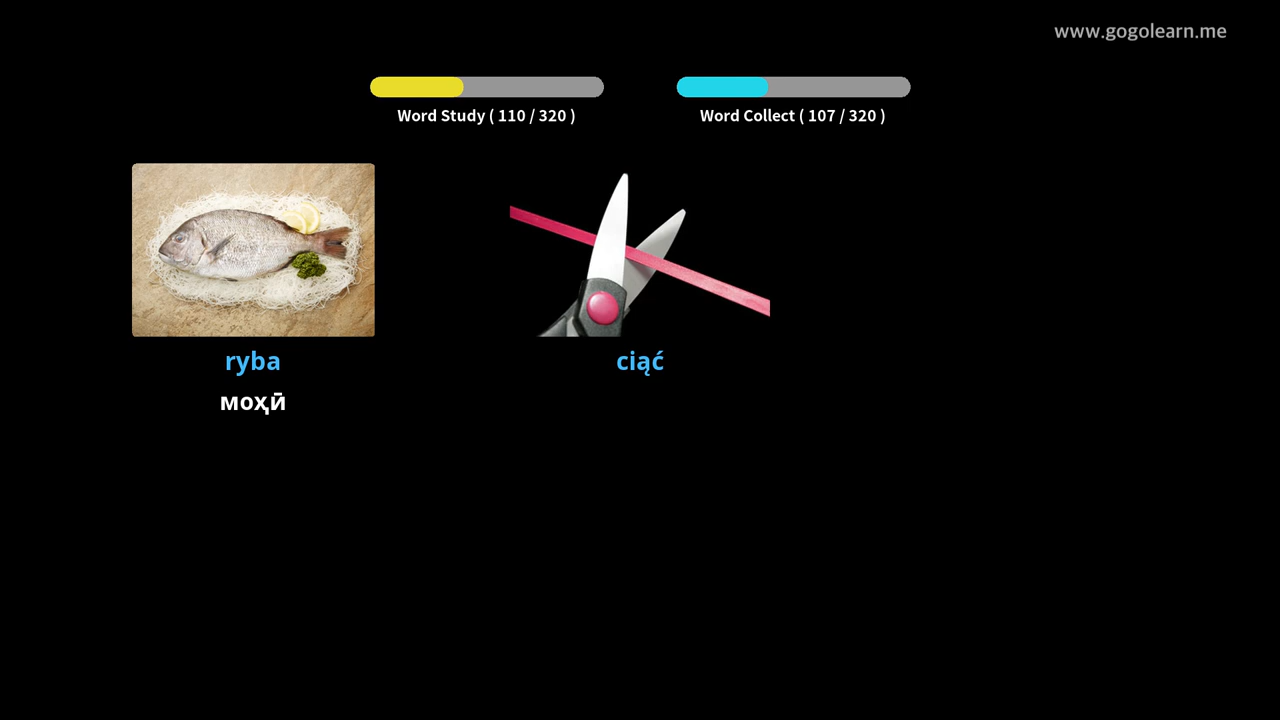 www.gogolearn.me
Word Study ( 110 / 320 )
Word Collect ( 107 / 320 )
ryba
ciąć
моҳӣ